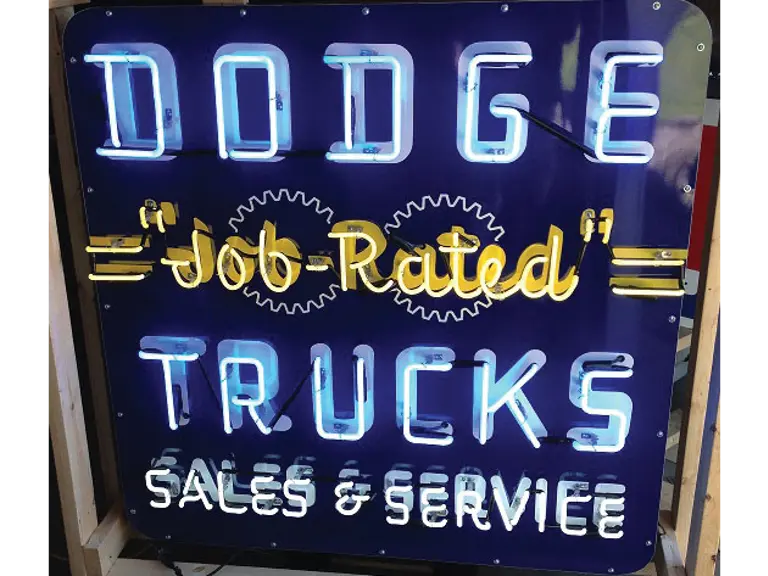 DODGE
"Job-Rated"
TRUCKS
SALES & SERVICE